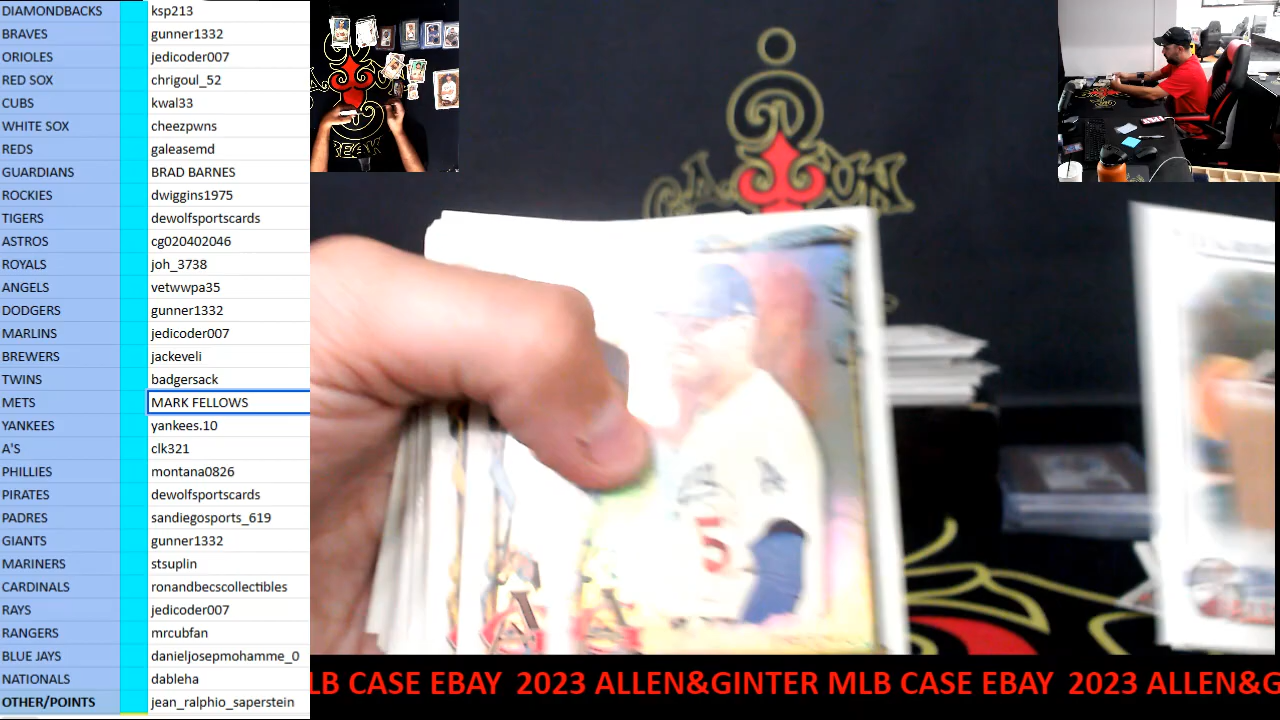 DIAMONDBACKS ksp213
BRAVES gunner1332
ORIOLES jedicoder007
RED SOX chrigoul_52
CUBS kwal33
WHITE SOX cheezpwns
REDS galeasemd
GUARDIANS BRAD BARNES
ROCKIES dwiggins1975
TIGERS dewolfsportscards
ASTROS cg020402046
ROYALS joh_3738
ANGELS vetwwpa35
DODGERS gunner1332
MARLINS jedicoder007
BREWERS jackeveli
TWINS badgersack
METS MARK FELLOWS
YANKEES yankees.10
A'S clk321
PHILLIES montana0826
PIRATES dewolfsportscards
PADRES sandiegosports_619
GIANTS gunner1332
MARINERS stsuplin
CARDINALS ronandbecscollectibles
RAYS jedicoder007
RANGERS mrcubfan
BLUE JAYS danieljosepmohamme_0
NATIONALS dableha
OTHER/POINTS jean_ralphio_saperstein
LB CASE EBAY 2023 ALLEN&GINTER MLB CASE EBAY 2023 ALLEN&G